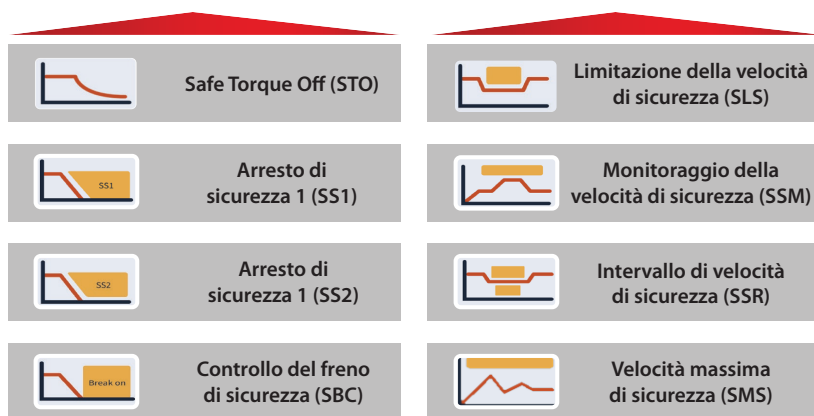 Safe Torque Off (STO)
SS1
Arresto di
sicurezza 1 (SS1)
SS2
Arresto di
sicurezza 1 (SS2)
Break on
Controllo del freno
di sicurezza (SBC)
Limitazione della velocità
di sicurezza (SLS)
Monitoraggio della
velocità di sicurezza (SSM)
Intervallo di velocità
di sicurezza (SSR)
Velocità massima
di sicurezza (SMS)